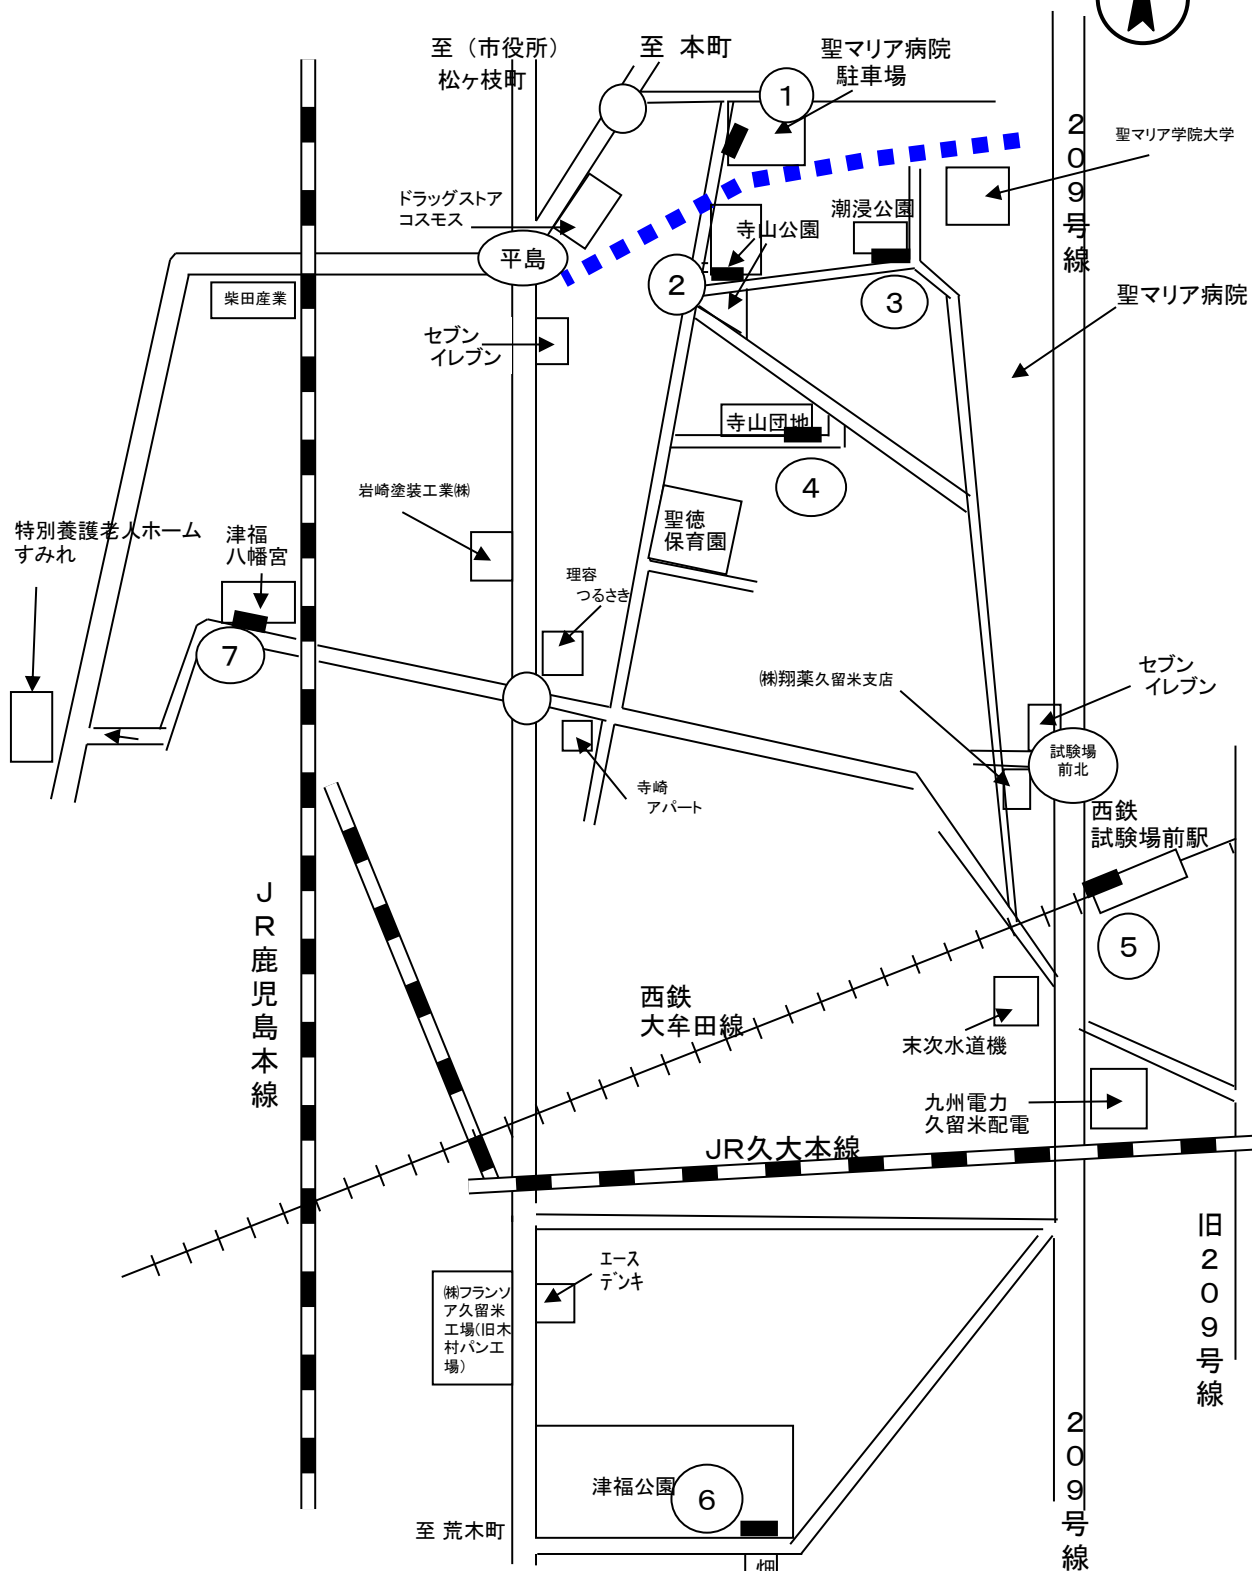 至（市役所）
松ヶ枝町
至 本町
聖マリア病院
駐車場
1
209号線
聖マリア学院大学
ドラッグストア
コスモス
潮浸公園
寺山公園
平島
2
3
柴田産業
聖マリア病院
セブン
イレブン
寺山団地
4
岩崎塗装工業㈱
聖徳
保育園
特別養護老人ホーム
すみれ
津福
八幡宮
理容
つるさき
7
㈱翔薬久留米支店
セブン
イレブン
試験場
前北
寺崎
アパート
西鉄
試験場前駅
JR鹿児島本線
5
西鉄
大牟田線
末次水道機
九州電力
久留米配電
JR久大本線
旧209号線
エース
デンキ
㈱フランソ
ア久留米
工場(旧木
村パン工
場)
209号線
津福公園
6
至 荒木町
畑